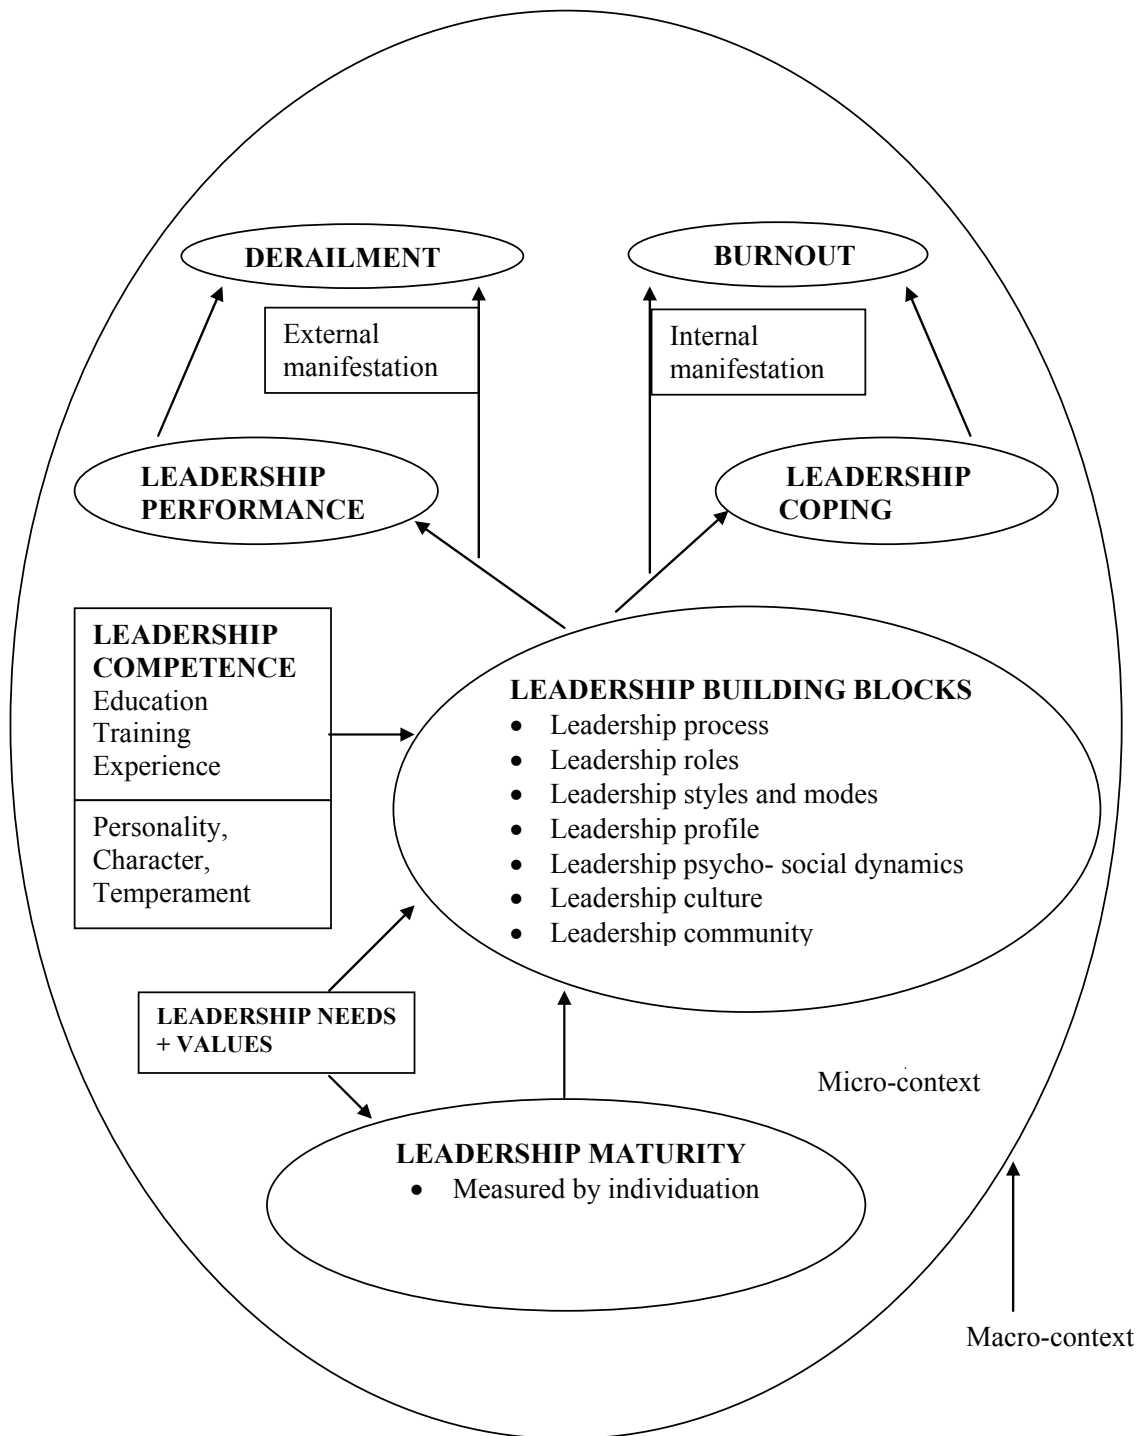 DERAILMENT
BURNOUT
External
manifestation
Internal
manifestation
LEADERSHIP
PERFORMANCE
LEADERSHIP
COPING
LEADERSHIP
COMPETENCE
Education
Training
Experience
Personality,
Character,
Temperament
LEADERSHIP BUILDING BLOCKS
• Leadership process
• Leadership roles
• Leadership styles and modes
• Leadership profile
• Leadership psycho- social dynamics
• Leadership culture
• Leadership community
LEADERSHIP NEEDS
+ VALUES
Micro-context
LEADERSHIP MATURITY
• Measured by individuation
Macro-context